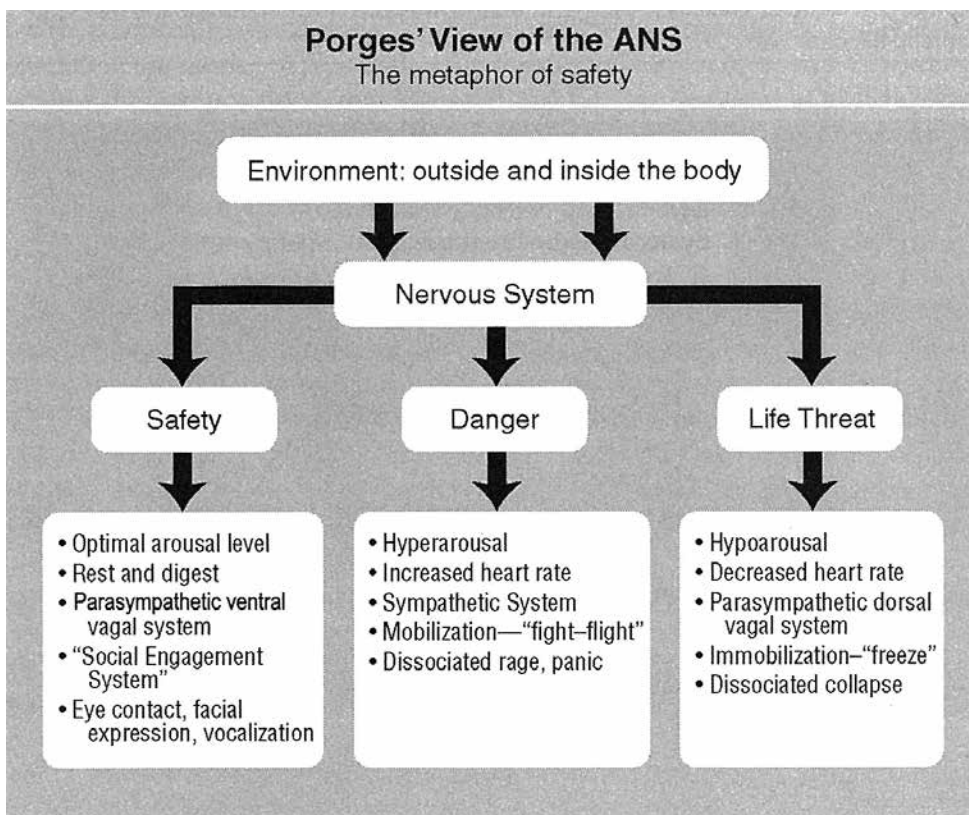 Porges' View of the ANS
The metaphor of safety
Environment: outside and inside the body
Nervous System
Safety
Danger
Life Threat
• Optimal arousal level
• Rest and digest
• Parasympathetic ventral
vagal system
• “Social Engagement
System”
• Eye contact, facial
expression, vocalization
• Hyperarousal
• Increased heart rate
• Sympathetic System
• Mobilization—“fight–flight”
• Dissociated rage, panic
• Hypoarousal
• Decreased heart rate
• Parasympathetic dorsal
vagal system
• Immobilization–“freeze”
• Dissociated collapse